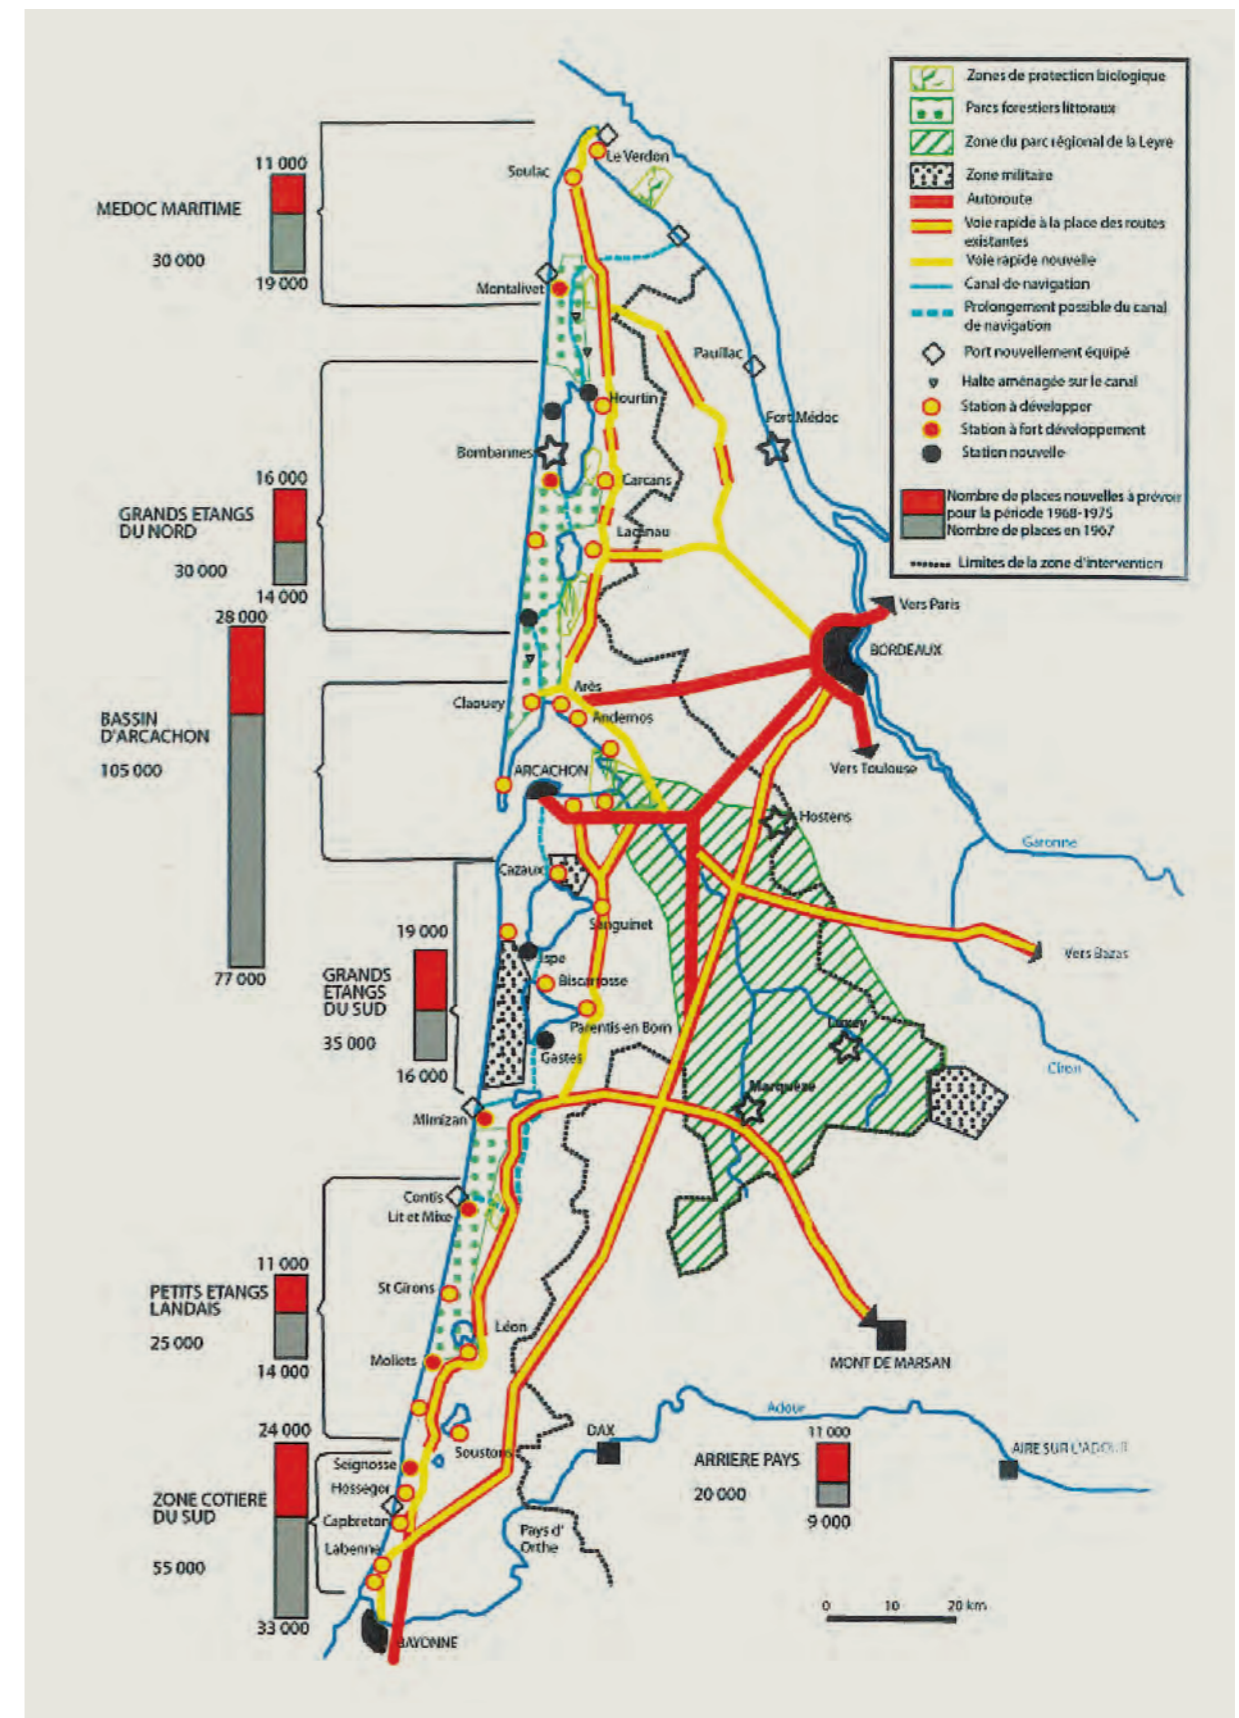 Zones de protection biologique
Parcs forestiers littoraux
Zone du parc régional de la Leyre
Zone militaire
Autoroute
Voie rapide à la place des routes
existantes
Voie rapide nouvelle
Canal de navigation
Prolongement possible du canal
de navigation
Port nouvellement équipé
Halte aménagée sur le canal
Station à développer
Station à fort développement
Station nouvelle
Nombre de places nouvelles à prévoir
pour la période 1968-1975
Nombre de places en 1967
Limites de la zone d'intervention
11 000
MEDOC MARITIME
30 000
19 000
16 000
GRANDS ETANGS
DU NORD
30 000
14 000
28 000
BASSIN
D'ARCACHON
105 000
77 000
19 000
GRANDS
ETANGS
DU SUD
35 000
16 000
11 000
PETITS ETANGS
LANDAIS
25 000
14 000
24 000
ZONE COTIERE
DU SUD
55 000
33 000
ARRIERE PAYS
20 000
11 000
9 000
Le Verdon
Soulac
Montalivet
Pauillac
Hourtin
Fort Médoc
Bombannes
Carcans
Lacanau
Vers Paris
BORDEAUX
Claouey
Arès
Andernos
Vers Toulouse
ARCACHON
Hostens
Garonne
Cazaux
Sanguinet
Vers Bazas
Ispe
Biscarrosse
Parentis en Born
Luxey
Gastes
Ciron
Marquèze
Mimizan
Contis
Lit et Mixe
St Girons
Léon
Moliets
MONT DE MARSAN
Adour
DAX
AIRE SUR L'ADOUR
Soustons
Seignosse
Hossegor
Capbreton
Pays d'
Orthe
Labenne
BAYONNE
0 10 20 km